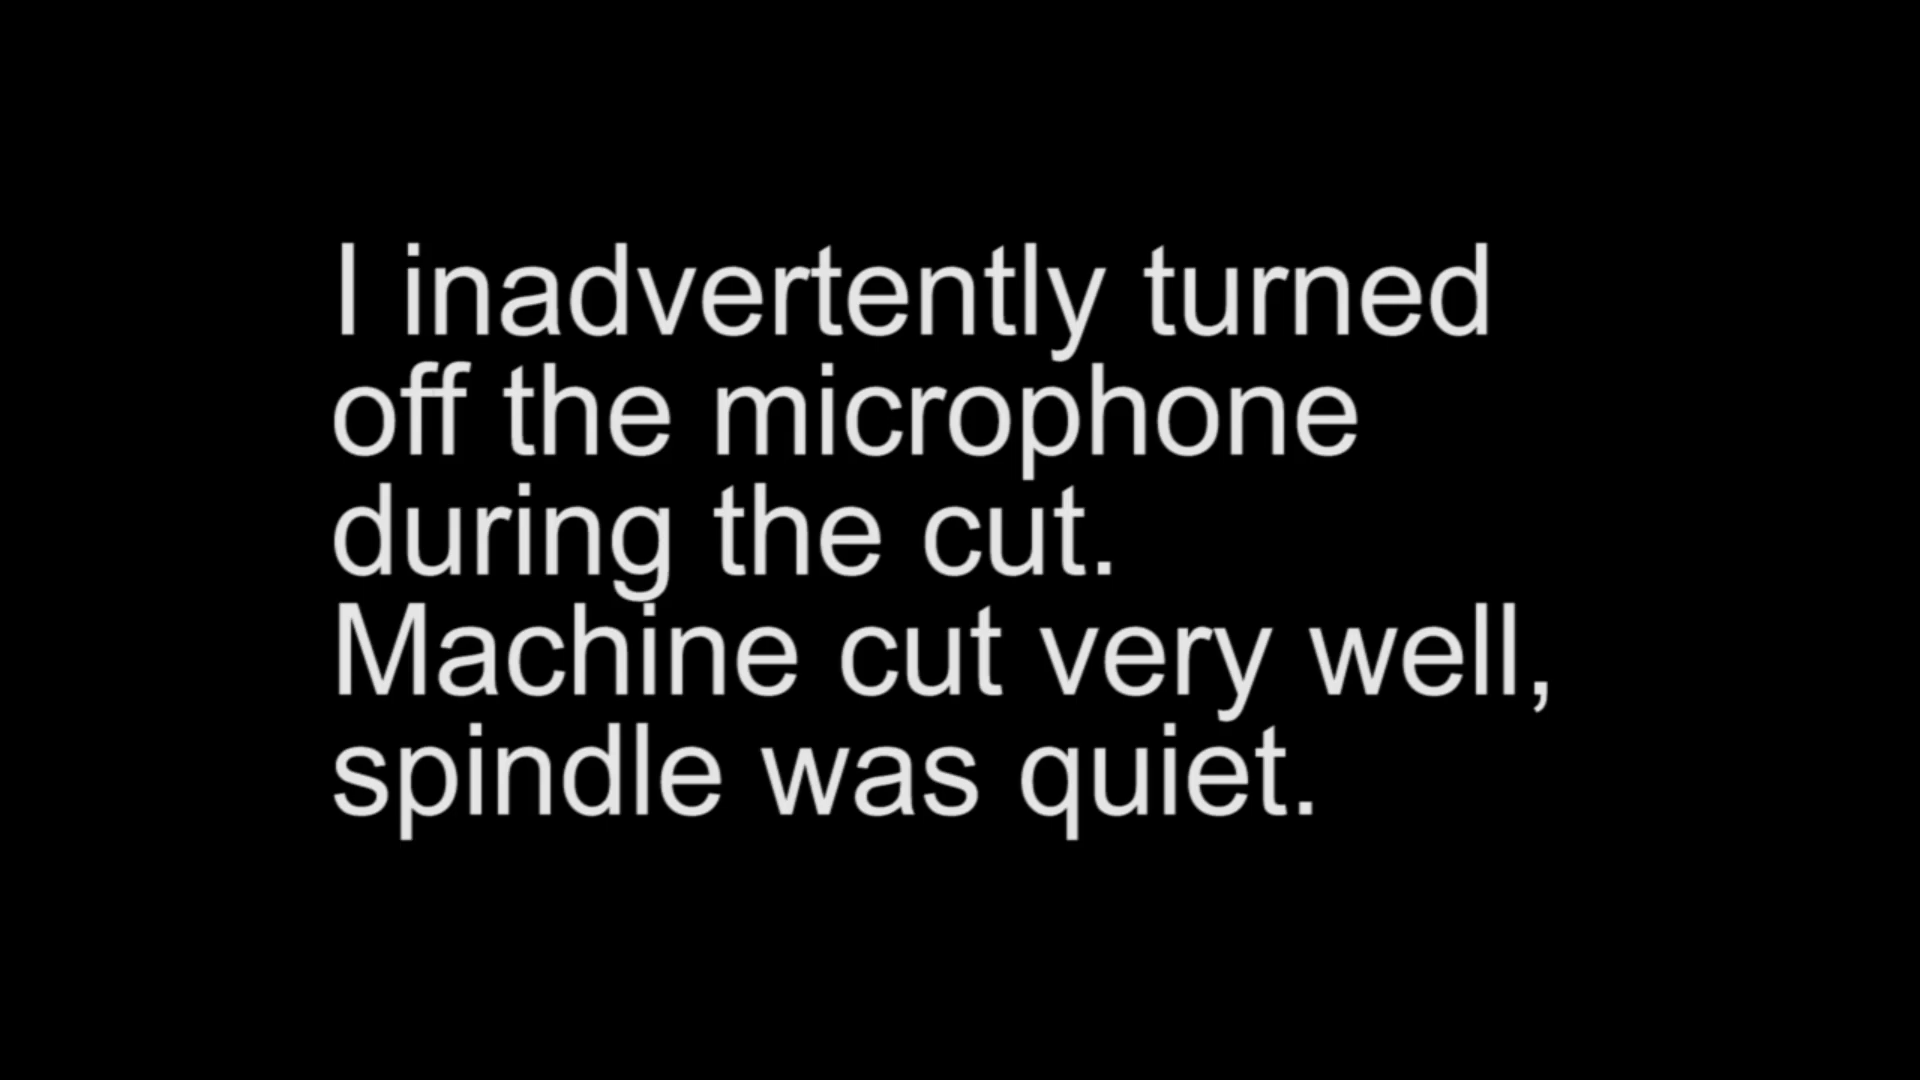 I inadvertently turned
off the microphone
during the cut.
Machine cut very well,
spindle was quiet.